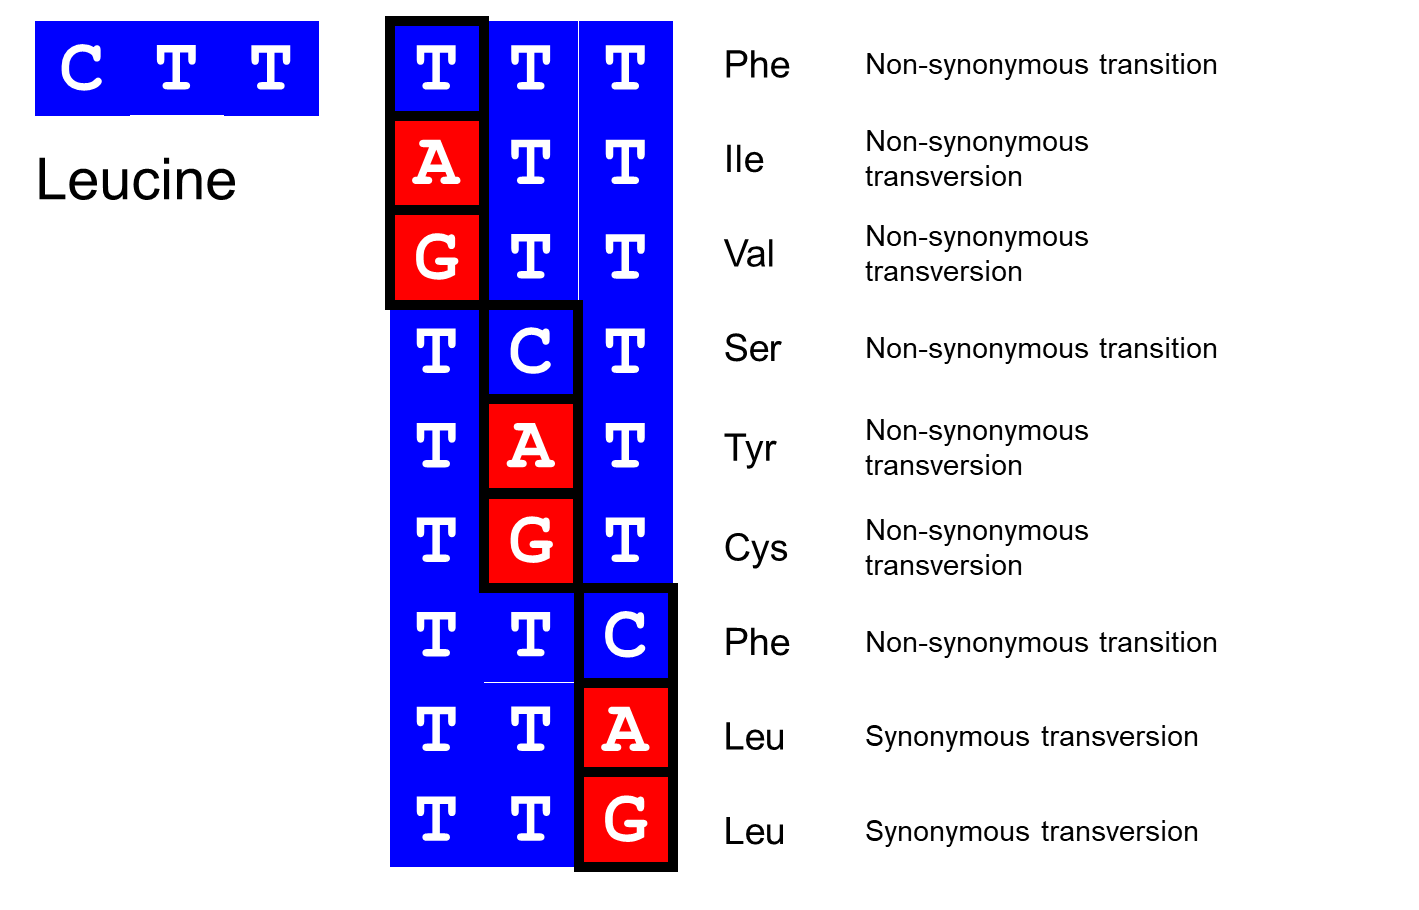 C T T
Leucine
T T T Phe Non-synonymous transition
A T T Ile Non-synonymous
transversion
G T T Val Non-synonymous
transversion
T C T Ser Non-synonymous transition
T A T Tyr Non-synonymous
transversion
T G T Cys Non-synonymous
transversion
T T C Phe Non-synonymous transition
T T A Leu Synonymous transversion
T T G Leu Synonymous transversion